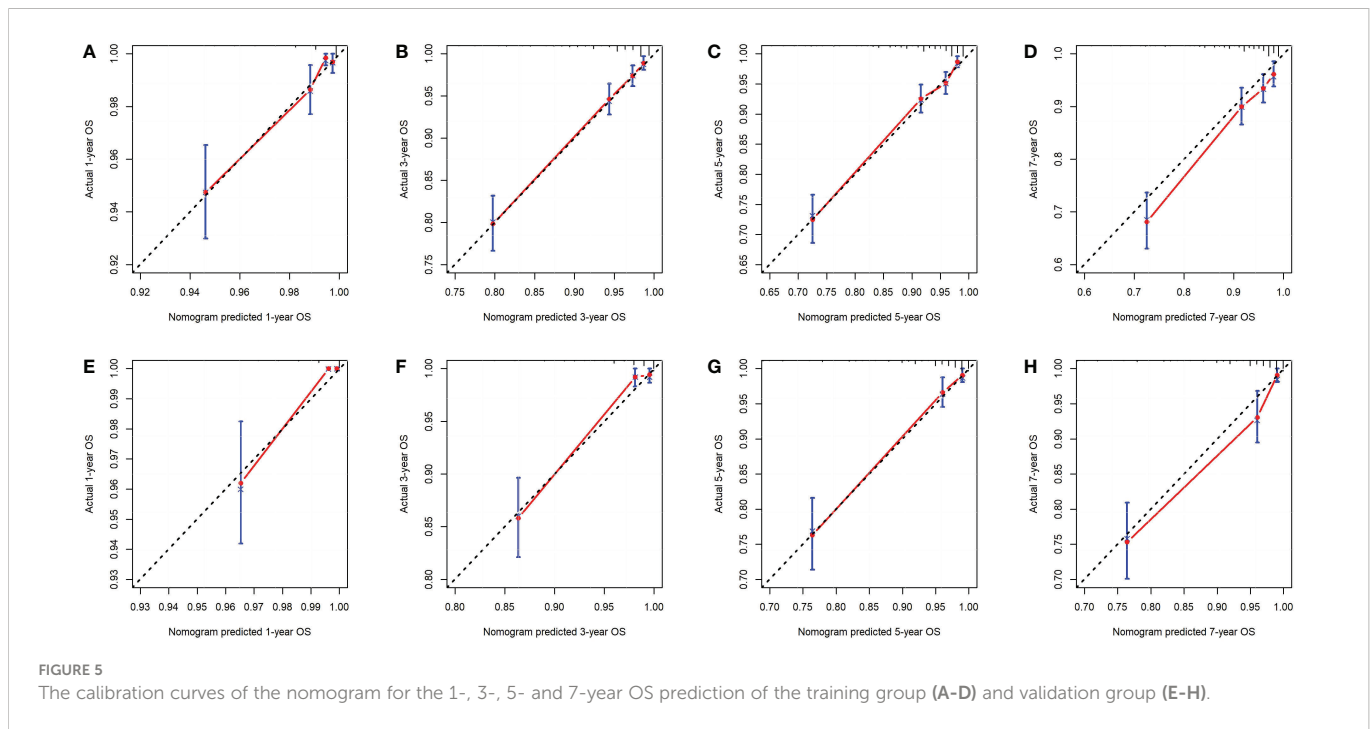 A
Actual 1-year OS
0.92 0.94 0.96 0.98 1.00
0.92 0.94 0.96 0.98 1.00
Nomogram predicted 1-year OS
B
Actual 3-year OS
0.75 0.80 0.85 0.90 0.95 1.00
0.75 0.80 0.85 0.90 0.95 1.00
Nomogram predicted 3-year OS
C
Actual 5-year OS
0.65 0.70 0.75 0.80 0.85 0.90 0.95 1.00
0.65 0.70 0.75 0.80 0.85 0.90 0.95 1.00
Nomogram predicted 5-year OS
D
Actual 7-year OS
0.6 0.7 0.8 0.9 1.0
0.6 0.7 0.8 0.9 1.0
Nomogram predicted 7-year OS
E
Actual 1-year OS
0.93 0.94 0.95 0.96 0.97 0.98 0.99 1.00
0.93 0.94 0.95 0.96 0.97 0.98 0.99 1.00
Nomogram predicted 1-year OS
F
Actual 3-year OS
0.80 0.85 0.90 0.95 1.00
0.80 0.85 0.90 0.95 1.00
Nomogram predicted 3-year OS
G
Actual 5-year OS
0.70 0.75 0.80 0.85 0.90 0.95 1.00
0.70 0.75 0.80 0.85 0.90 0.95 1.00
Nomogram predicted 5-year OS
H
Actual 7-year OS
0.70 0.75 0.80 0.85 0.90 0.95 1.00
0.70 0.75 0.80 0.85 0.90 0.95 1.00
Nomogram predicted 7-year OS
FIGURE 5
The calibration curves of the nomogram for the 1-, 3-, 5- and 7-year OS prediction of the training group (A-D) and validation group (E-H).